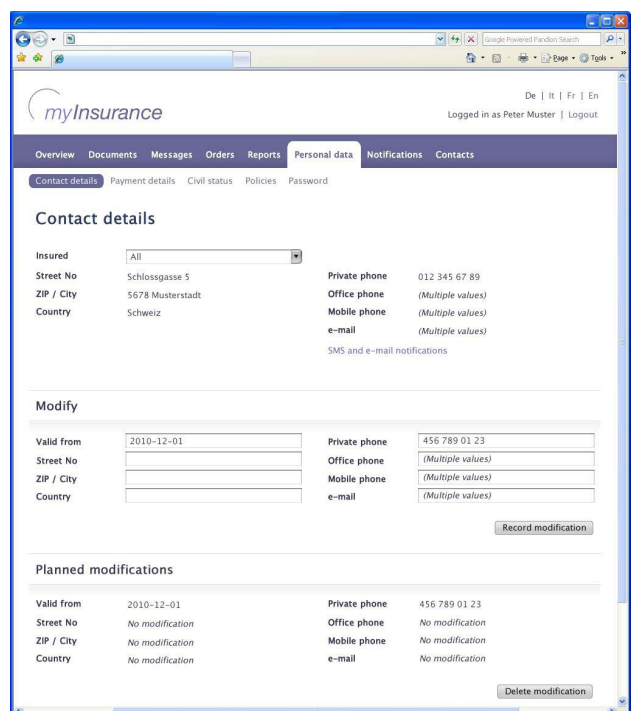 Google Powered Pandion Search
Page Tools
myInsurance
De | It | Fr | En
Logged in as Peter Muster | Logout
Overview Documents Messages Orders Reports Personal data Notifications Contacts
Contact details Payment details Civil status Policies Password
Contact details
Insured All
Street No Schlossgasse 5 Private phone 012 345 67 89
ZIP / City 5678 Musterstadt Office phone (Multiple values)
Country Schweiz Mobile phone (Multiple values)
e-mail (Multiple values)
SMS and e-mail notifications
Modify
Valid from 2010-12-01 Private phone 456 789 01 23
Street No Office phone (Multiple values)
ZIP / City Mobile phone (Multiple values)
Country e-mail (Multiple values)
Record modification
Planned modifications
Valid from 2010-12-01 Private phone 456 789 01 23
Street No No modification Office phone No modification
ZIP / City No modification Mobile phone No modification
Country No modification e-mail No modification
Delete modification